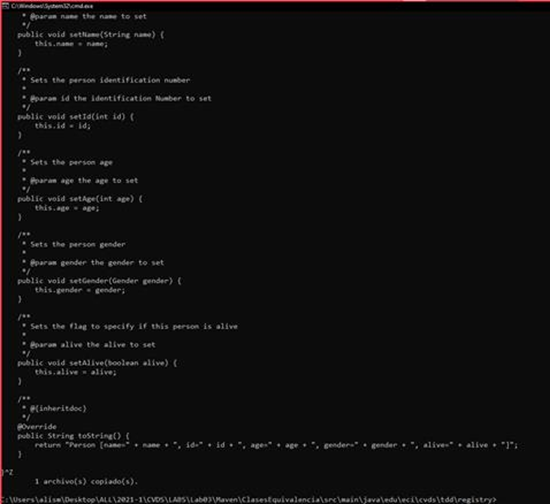 C:\Windows\System32\cmd.exe
* @param name the name to set
*/
public void setName(String name) {
this.name = name;
}
/**
* Sets the person identification number
*
* @param id the identification Number to set
*/
public void setId(int id) {
this.id = id;
}
/**
* Sets the person age
*
* @param age the age to set
*/
public void setAge(int age) {
this.age = age;
}
/**
* Sets the person gender
*
* @param gender the gender to set
*/
public void setGender(Gender gender) {
this.gender = gender;
}
/**
* Sets the flag to specify if this person is alive
*
* @param alive the alive to set
*/
public void setAlive(boolean alive) {
this.alive = alive;
}
/**
* @{inheritdoc}
*/
@Override
public String toString() {
return "Person [name=" + name + ", id=" + id + ", age=" + age + ", gender=" + gender + ", alive=" + alive + "]";
}
}^Z
1 archivo(s) copiado(s).
C:\Users\alism\Desktop\ALL\2021-1\CVDS\LABS\Lab03\Maven\ClasesEquivalencia\src\main\java\edu\eci\cvds\tdd\registry>